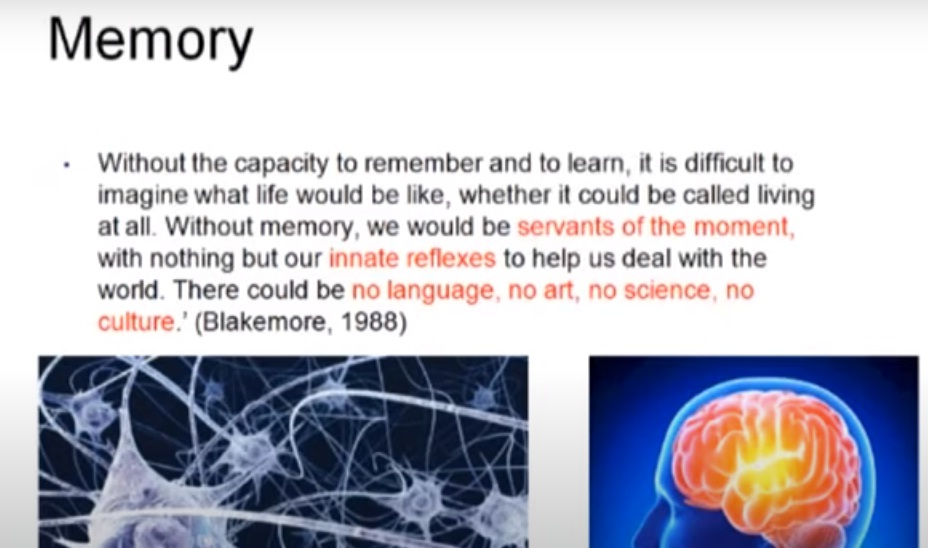 Memory
Without the capacity to remember and to learn, it is difficult to
imagine what life would be like, whether it could be called living
at all. Without memory, we would be servants of the moment,
with nothing but our innate reflexes to help us deal with the
world. There could be no language, no art, no science, no
culture.' (Blakemore, 1988)